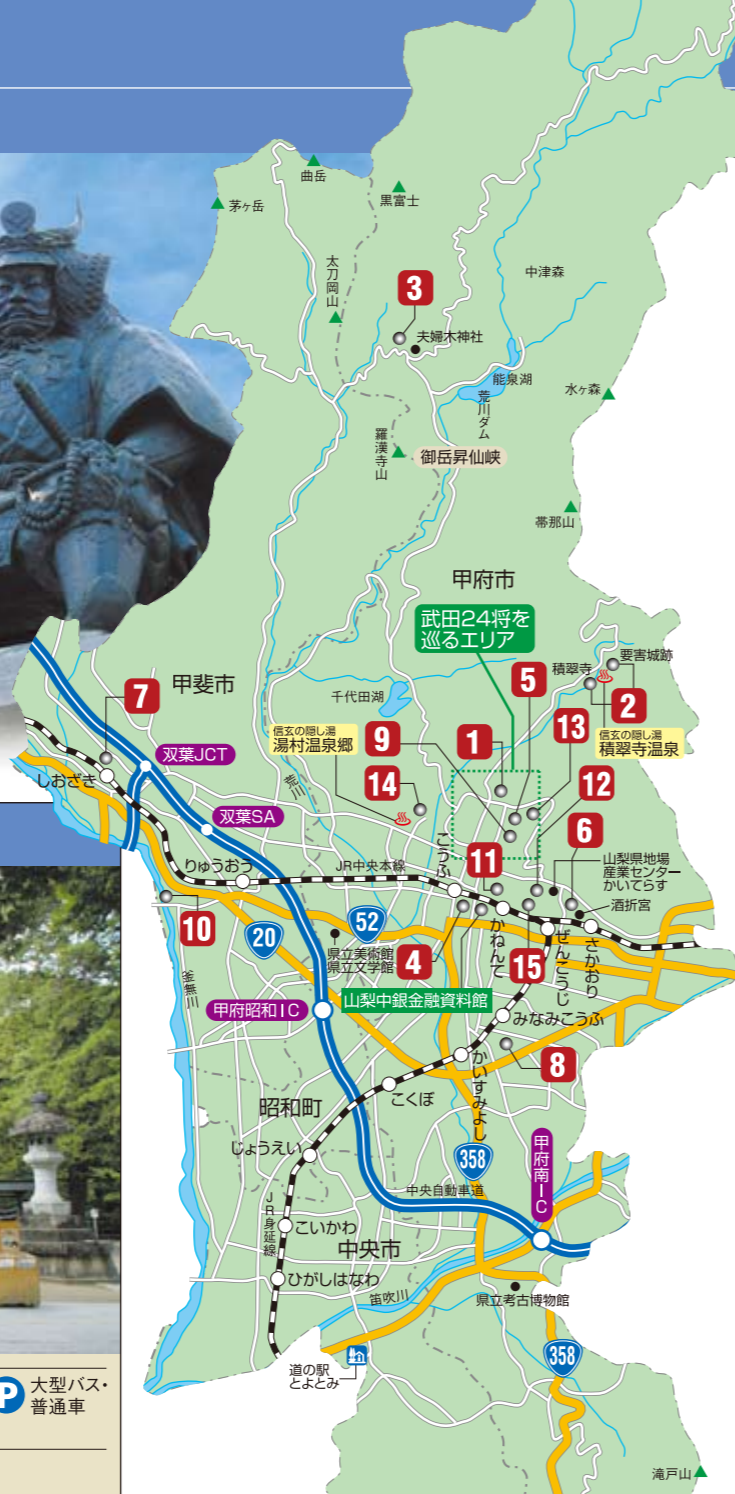 曲岳
茅ヶ岳
黒富士
太刀岡山
中津森
3
夫婦木神社
能泉湖
荒川ダム
水ヶ森
羅漢寺山
御岳昇仙峡
帯那山
甲府市
武田24将を
巡るエリア
要害城跡
積翠寺
5
2
7
甲斐市
千代田湖
信玄の隠し湯
湯村温泉郷
9
1
13
信玄の隠し湯
積翠寺温泉
双葉JCT
しおざき
荒川
14
12
双葉SA
6
りゅうおう
JR中央本線
こうふ
11
山梨県地場
産業センター
かいてらす
酒折宮
10
20
52
県立美術館
県立文学館
4
かねんて
15
ぜんこうじ
さかおり
釜無川
甲府昭和IC
山梨中銀金融資料館
みなみこうふ
8
かいすみよし
こくぼ
昭和町
じょうえい
358
甲府南IC
中央自動車道
JR身延線
こいかわ
中央市
ひがしはなわ
笛吹川
県立考古博物館
道の駅
とよとみ
358
P 大型バス・
普通車
滝戸山